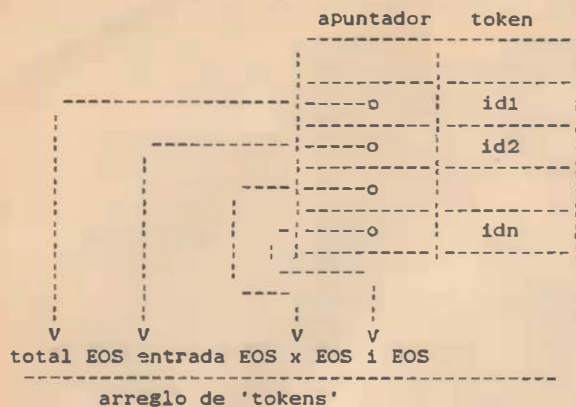 apuntador token
id1
id2
idn
total EOS entrada EOS x EOS i EOS
arreglo de 'tokens'